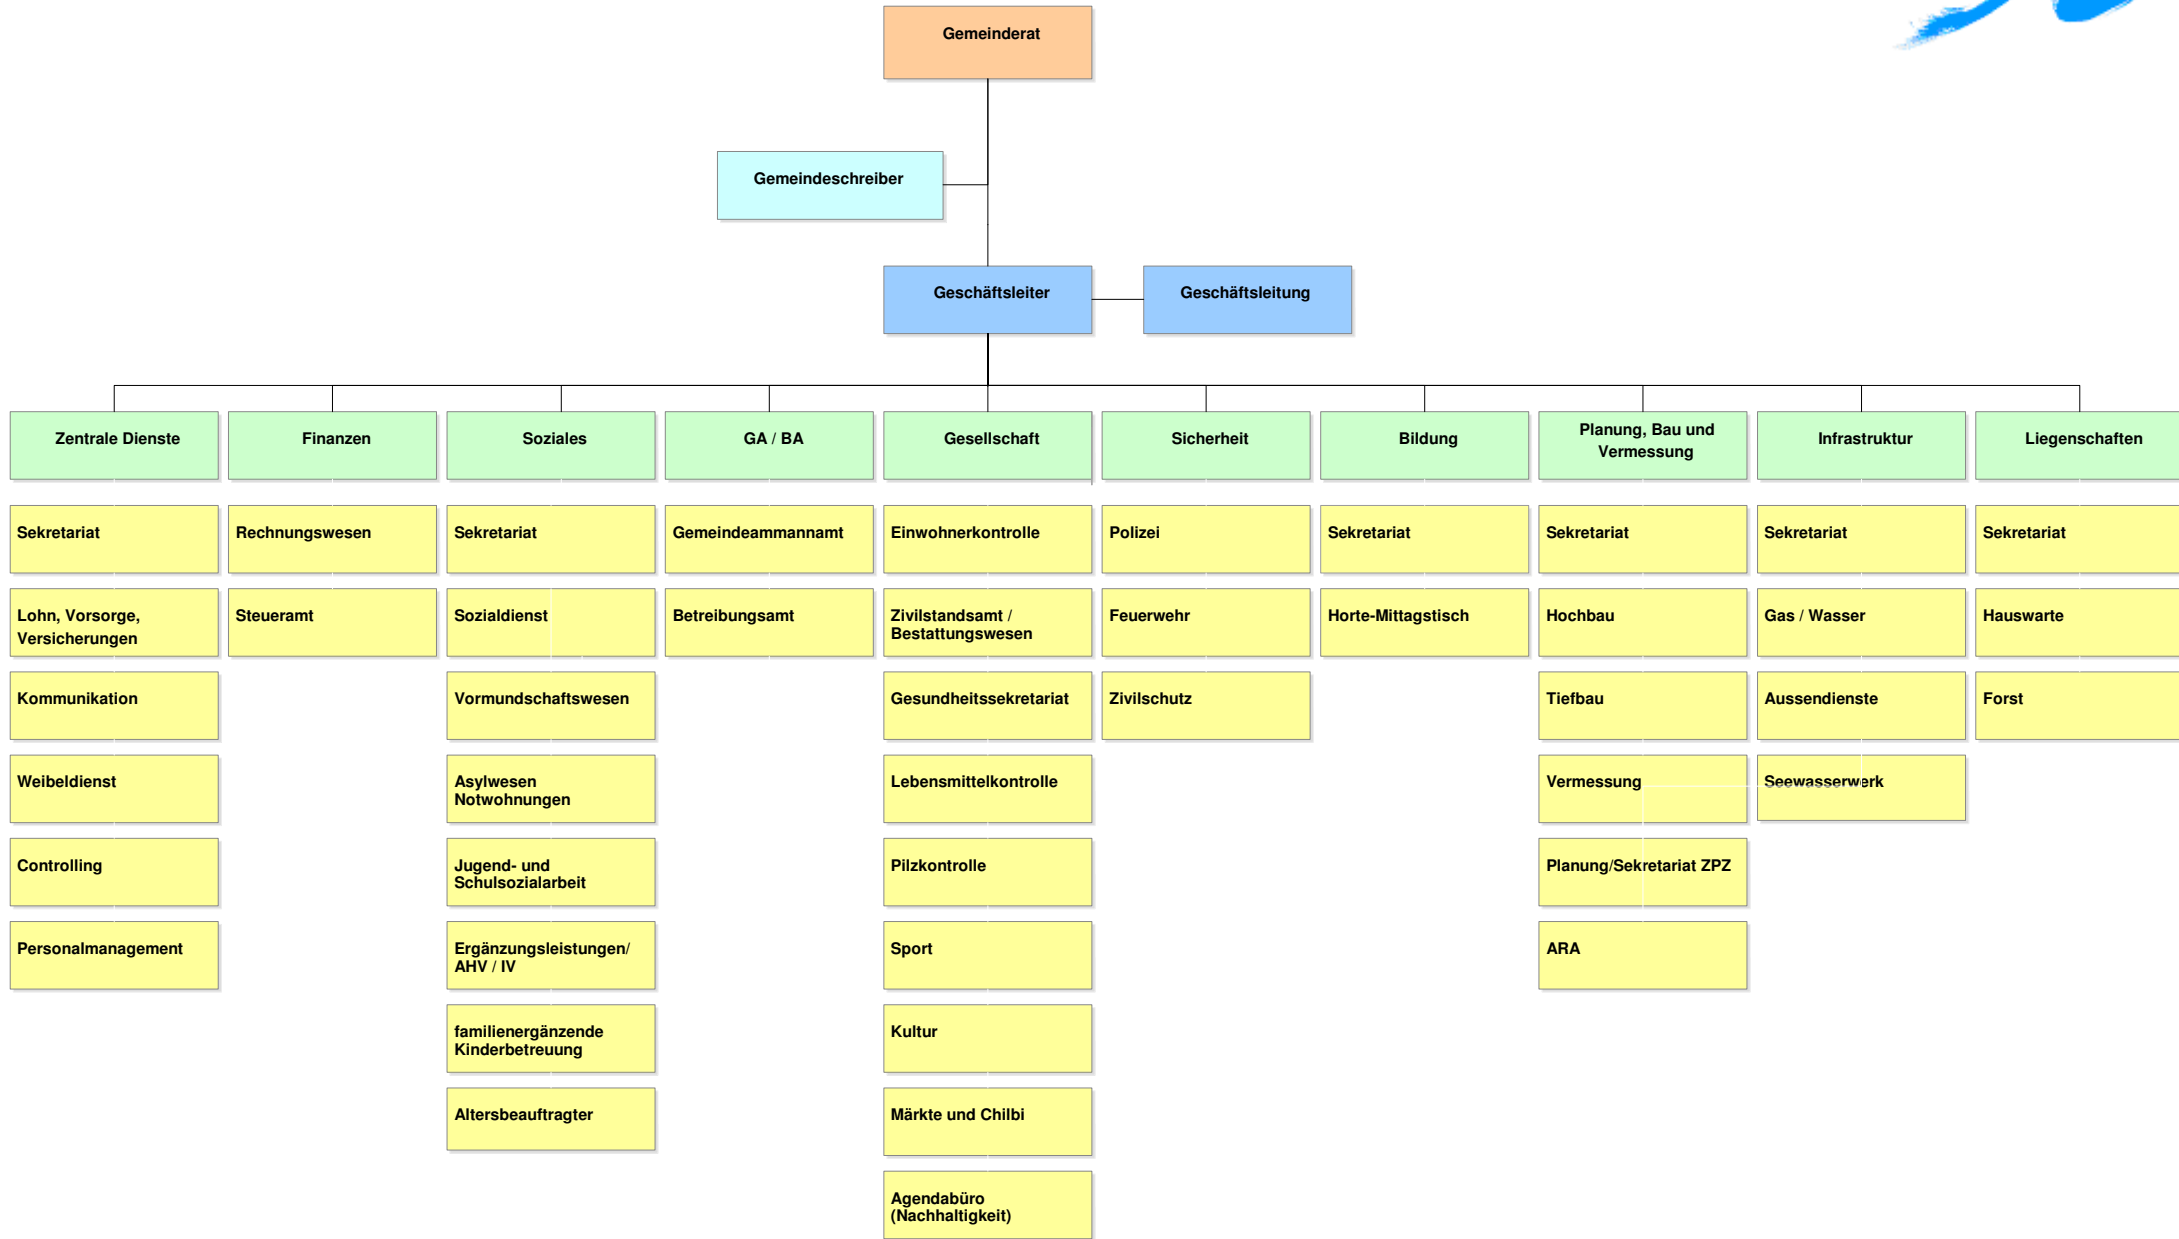 Gemeinderat
Gemeindeschreiber
Geschäftsleiter
Geschäftsleitung
Zentrale Dienste
Finanzen
Soziales
GA / BA
Gesellschaft
Sicherheit
Bildung
Planung, Bau und
Vermessung
Infrastruktur
Liegenschaften
Sekretariat
Rechnungswesen
Sekretariat
Gemeindeammannamt
Einwohnerkontrolle
Polizei
Sekretariat
Sekretariat
Sekretariat
Sekretariat
Lohn, Vorsorge,
Versicherungen
Steueramt
Sozialdienst
Betreibungsamt
Zivilstandsamt /
Bestattungswesen
Feuerwehr
Horte-Mittagstisch
Hochbau
Gas / Wasser
Hauswarte
Kommunikation
Vormundschaftswesen
Gesundheitssekretariat
Zivilschutz
Tiefbau
Aussendienste
Forst
Weibeldienst
Asylwesen
Notwohnungen
Lebensmittelkontrolle
Vermessung
Seewasserwerk
Controlling
Jugend- und
Schulsozialarbeit
Pilzkontrolle
Planung/Sekretariat ZPZ
Personalmanagement
Ergänzungsleistungen/
AHV / IV
Sport
ARA
familienergänzende
Kinderbetreuung
Kultur
Altersbeauftragter
Märkte und Chilbi
Agendabüro
(Nachhaltigkeit)